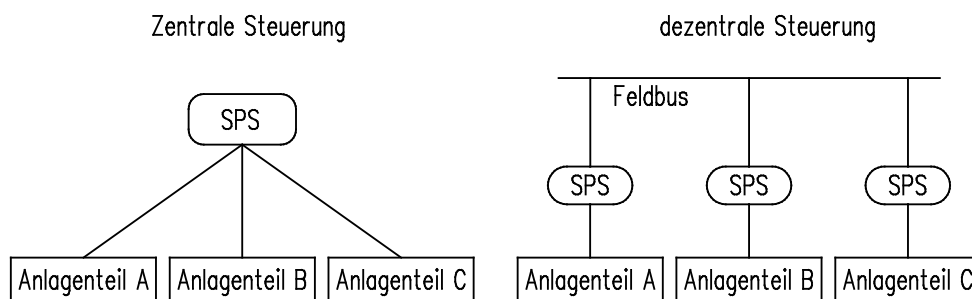 Zentrale Steuerung
SPS
Anlagenteil A
Anlagenteil B
Anlagenteil C
dezentrale Steuerung
Feldbus
SPS
SPS
SPS
Anlagenteil A
Anlagenteil B
Anlagenteil C